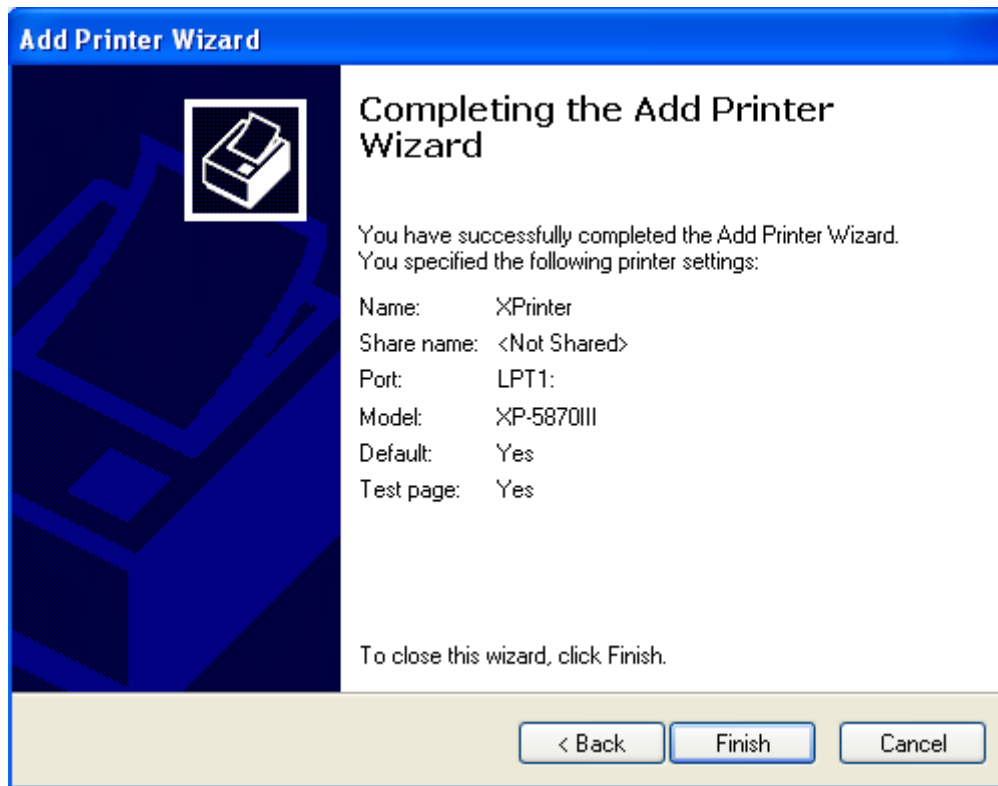 Add Printer Wizard
Completing the Add Printer
Wizard
You have successfully completed the Add Printer Wizard.
You specified the following printer settings:
Name: XPrinter
Share name: <Not Shared>
Port: LPT1:
Model: XP-5870III
Default: Yes
Test page: Yes
To close this wizard, click Finish.
< Back Finish Cancel